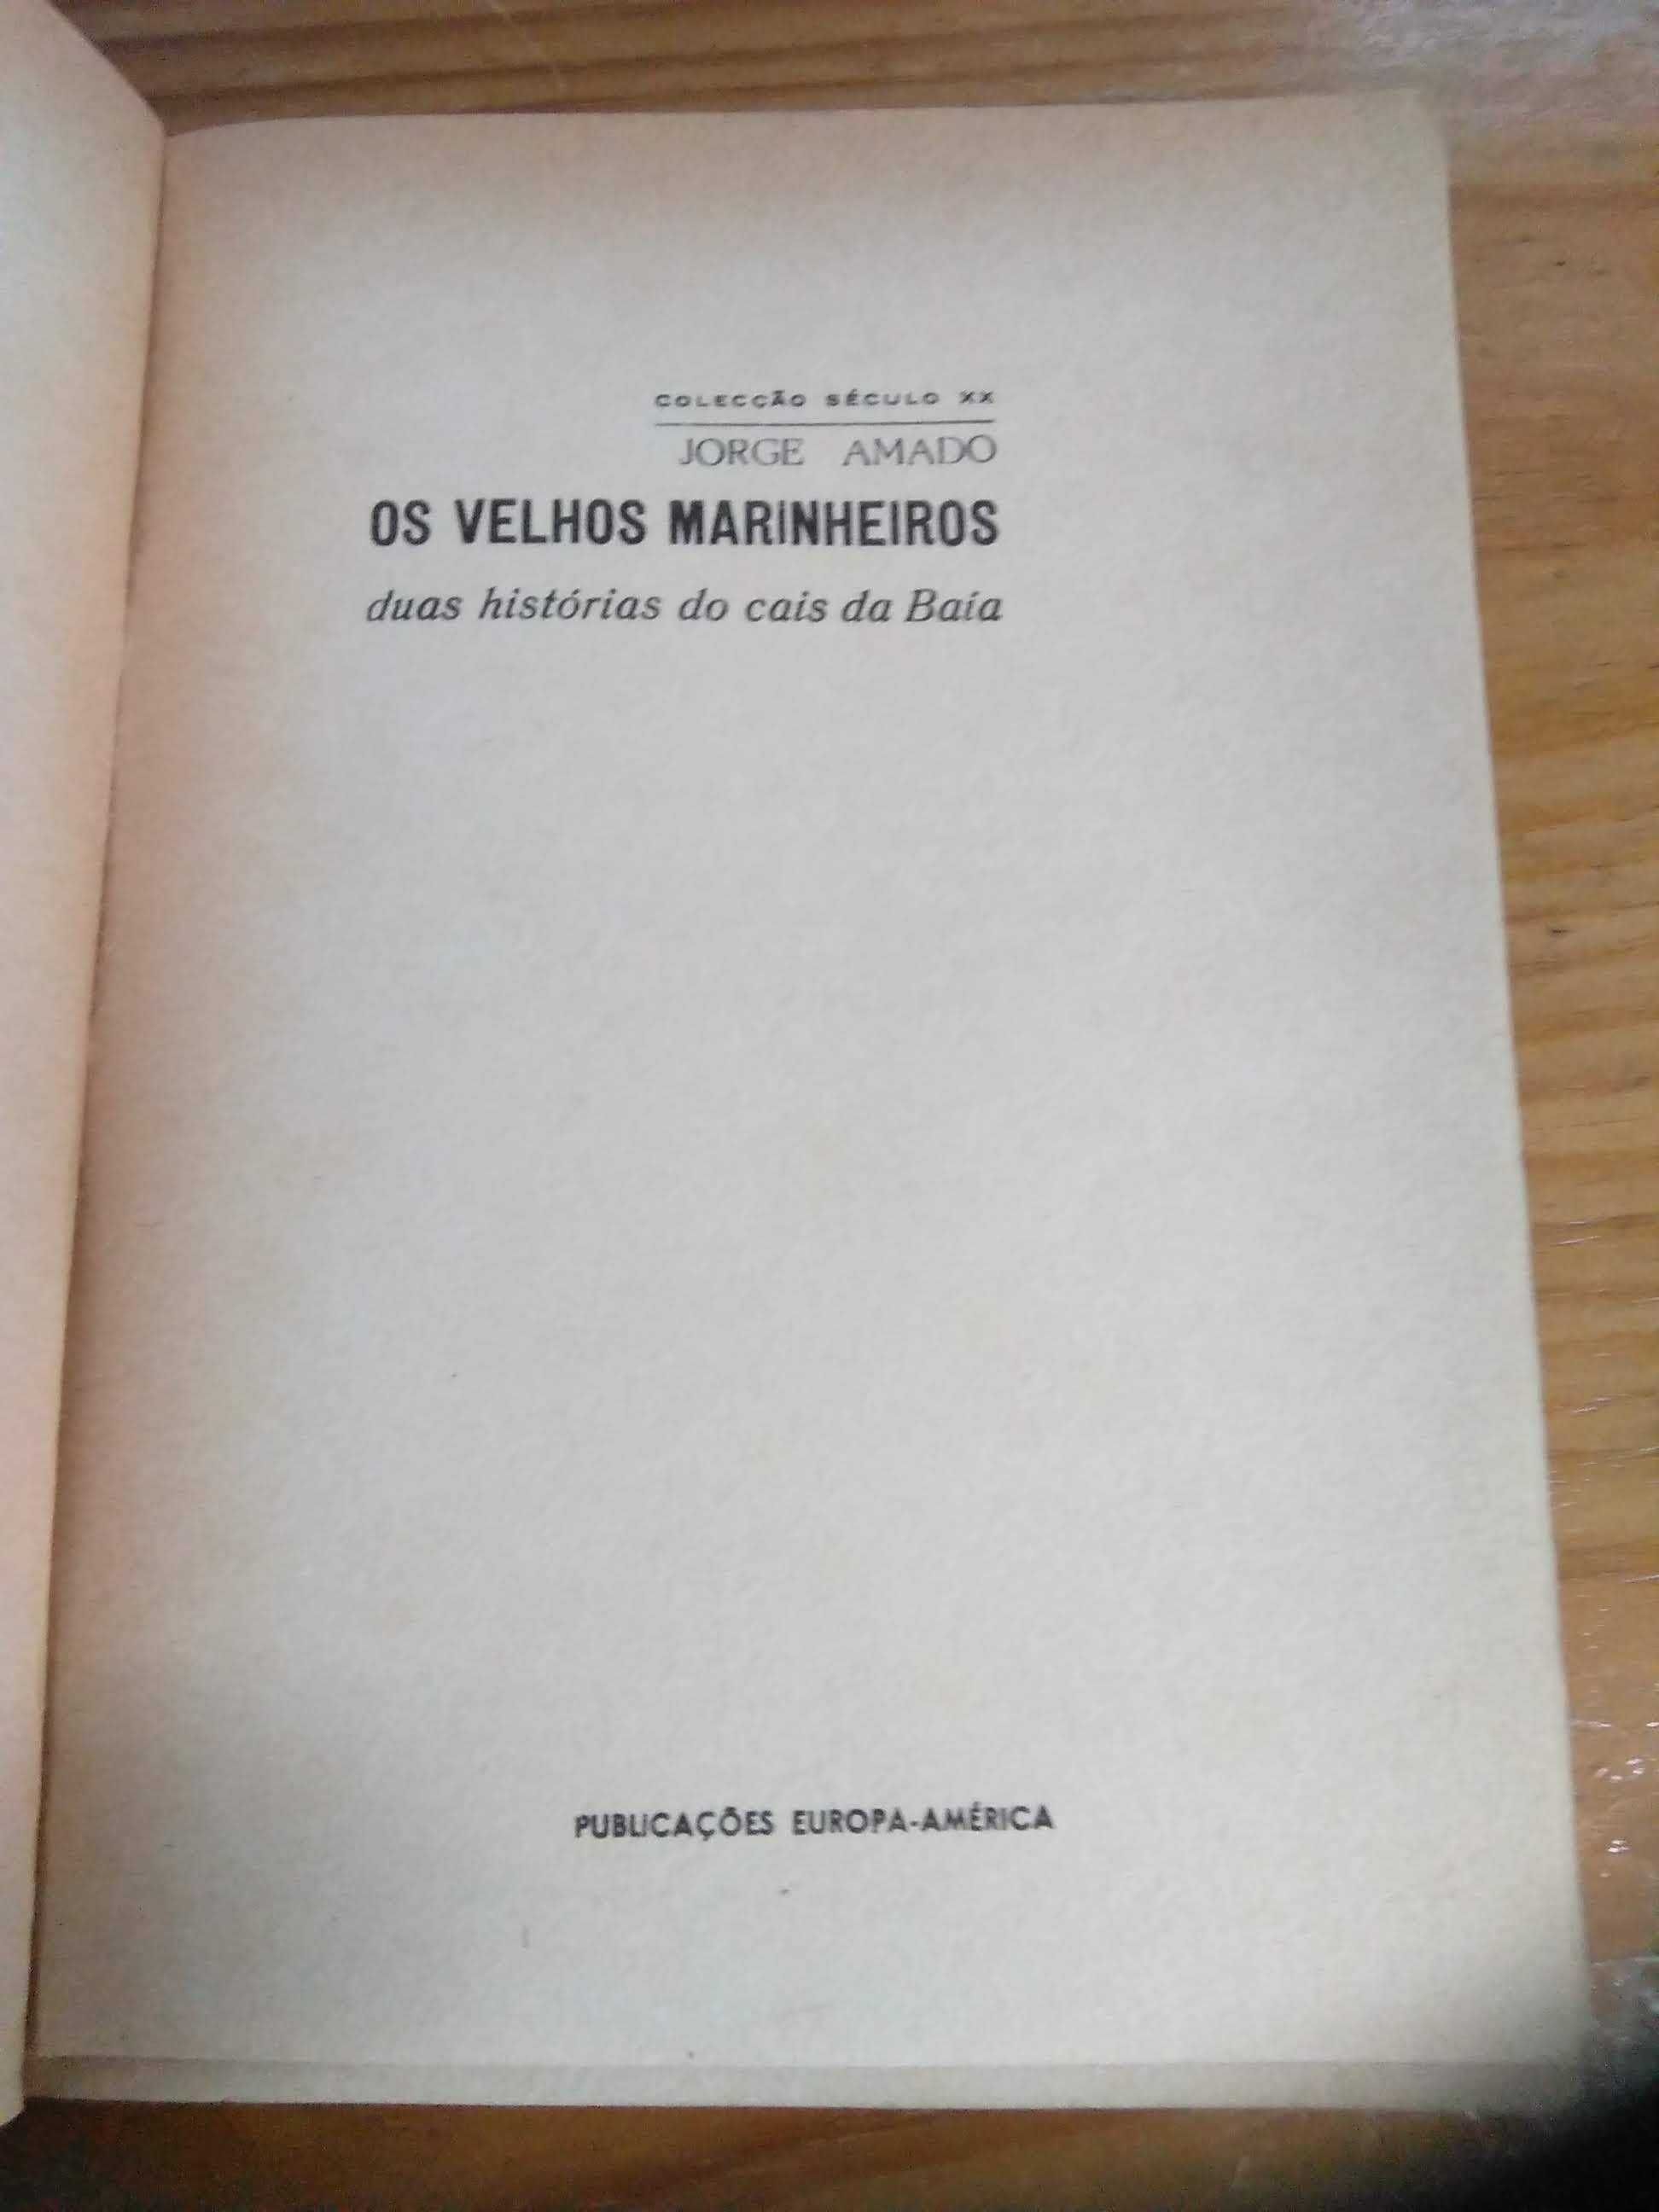 COLECÇÃO SÉCULO XX
JORGE AMADO
OS VELHOS MARINHEIROS
duas histórias do cais da Baía
PUBLICAÇÕES EUROPA-AMÉRICA